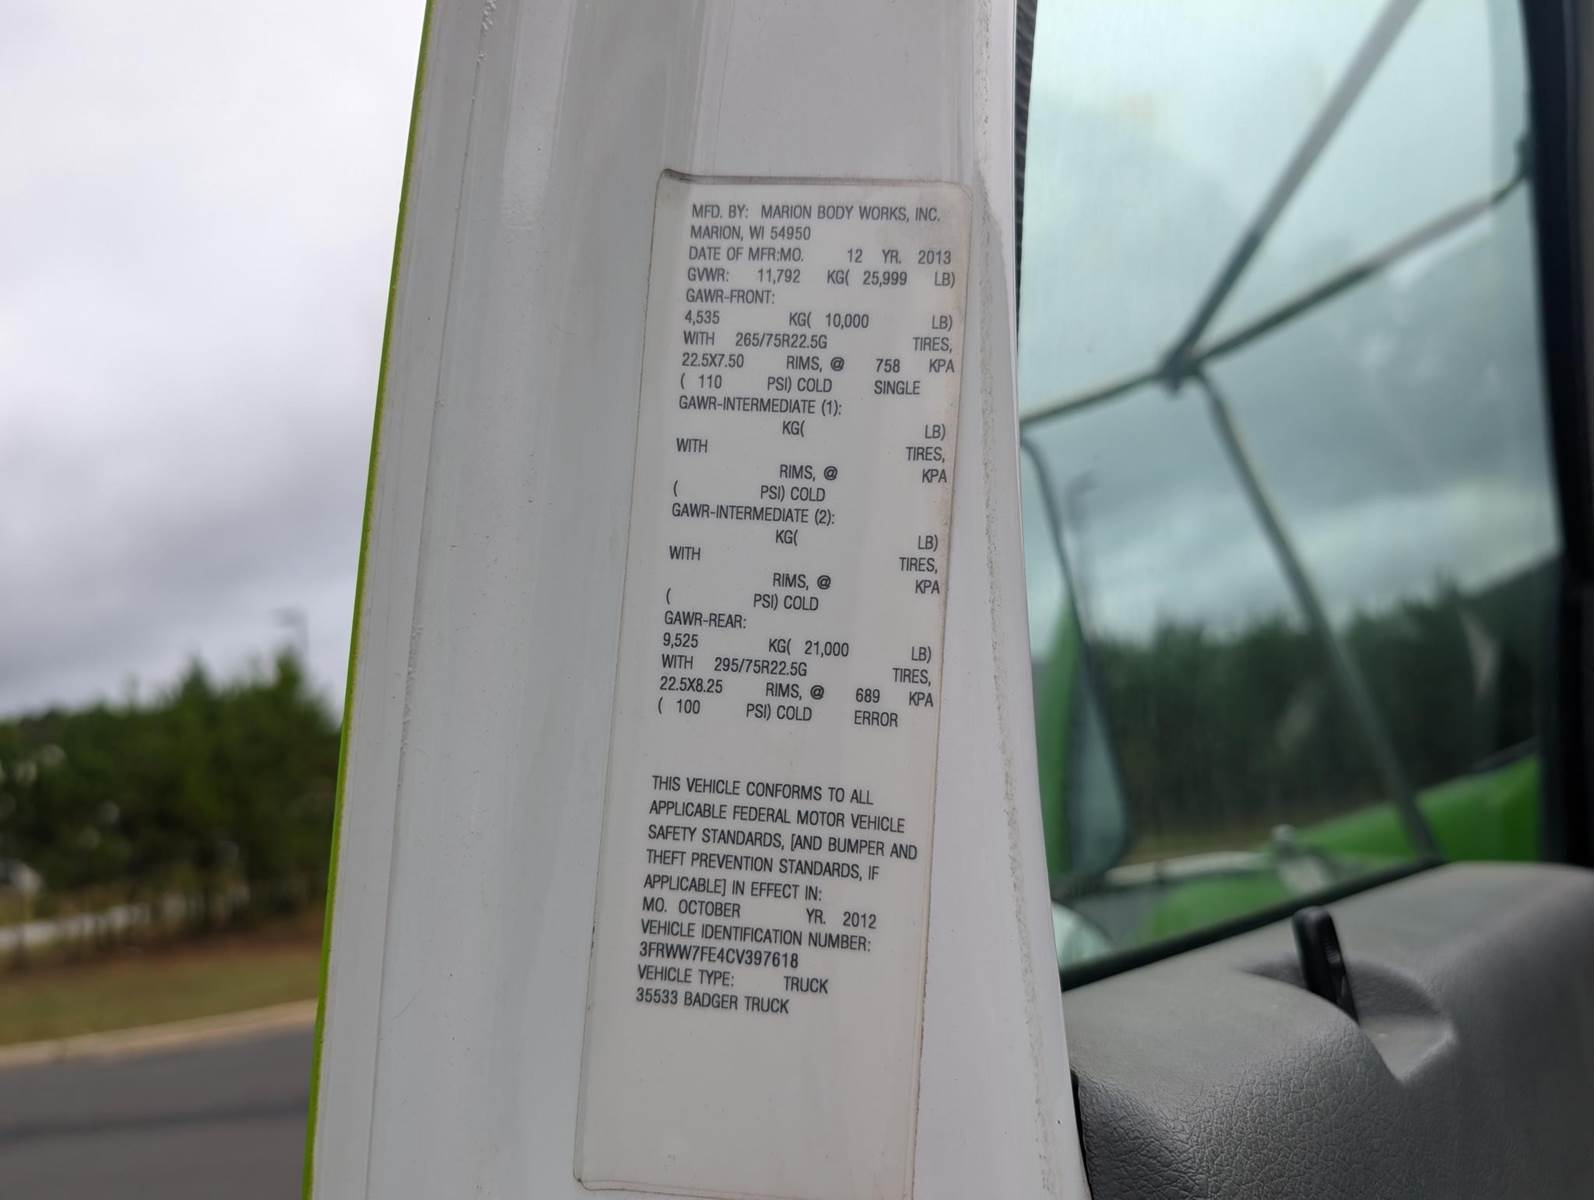 MFD. BY: MARION BODY WORKS, INC.
MARION, WI 54950
DATE OF MFR:MO. 12 YR. 2013
GVWR: 11,792 KG( 25,999 LB)
GAWR-FRONT:
4,535 KG( 10,000 LB)
WITH 265/75R22.5G TIRES,
22.5X7.50 RIMS, @ 758 KPA
( 110 PSI) COLD SINGLE
GAWR-INTERMEDIATE (1):
KG( LB)
WITH TIRES,
RIMS, @ KPA
( PSI) COLD
GAWR-INTERMEDIATE (2):
KG( LB)
WITH TIRES,
RIMS, @ KPA
( PSI) COLD
GAWR-REAR:
9,525 KG( 21,000 LB)
WITH 295/75R22.5G TIRES,
22.5X8.25 RIMS, @ 689 KPA
( 100 PSI) COLD ERROR
THIS VEHICLE CONFORMS TO ALL
APPLICABLE FEDERAL MOTOR VEHICLE
SAFETY STANDARDS, [AND BUMPER AND
THEFT PREVENTION STANDARDS, IF
APPLICABLE] IN EFFECT IN:
MO. OCTOBER YR. 2012
VEHICLE IDENTIFICATION NUMBER:
3FRWW7FE4CV397618
VEHICLE TYPE: TRUCK
35533 BADGER TRUCK